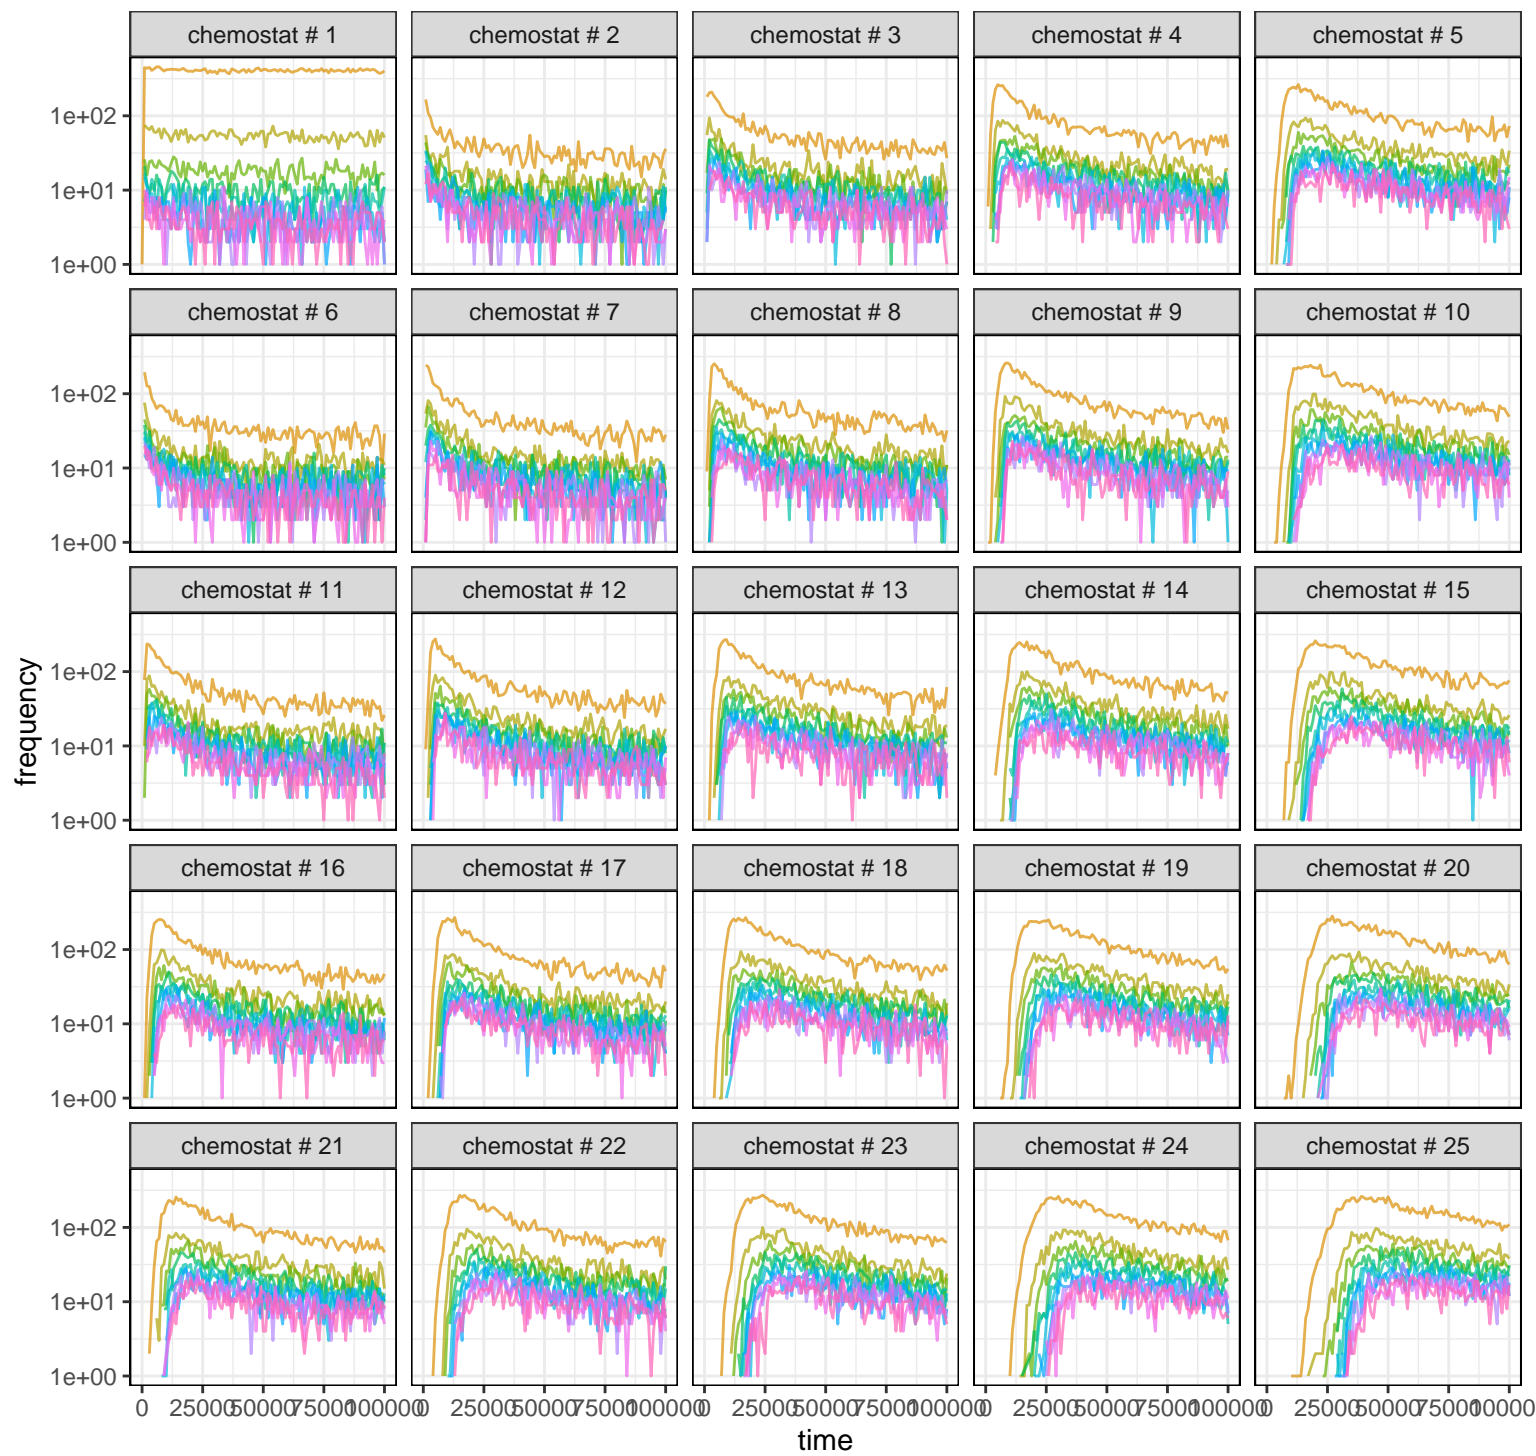 chemostat # 1 chemostat # 2 chemostat # 3 chemostat # 4 chemostat # 5
1e+02
1e+01
1e+00
chemostat # 6 chemostat # 7 chemostat # 8 chemostat # 9 chemostat # 10
1e+02
1e+01
1e+00
chemostat # 11 chemostat # 12 chemostat # 13 chemostat # 14 chemostat # 15
1e+02
1e+01
1e+00
frequency
chemostat # 16 chemostat # 17 chemostat # 18 chemostat # 19 chemostat # 20
1e+02
1e+01
1e+00
chemostat # 21 chemostat # 22 chemostat # 23 chemostat # 24 chemostat # 25
1e+02
1e+01
1e+00
0 25000 50000 75000 100000 0 25000 50000 75000 100000 0 25000 50000 75000 100000 0 25000 50000 75000 100000 0 25000 50000 75000 100000
time